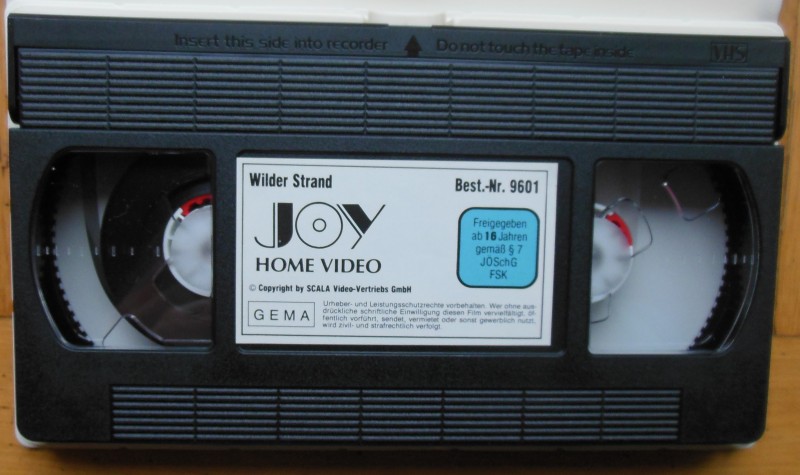 Insert this side into recorder Do not touch the tape inside VHS
Wilder Strand Best.-Nr. 9601
JOY
HOME VIDEO
Freigegeben
ab 16 Jahren
gemäß § 7
JÖSchG
FSK
© Copyright by SCALA Video-Vertriebs GmbH
GEMA
Urheber- und Leistungsschutzrechte vorbehalten. Wer ohne aus-
drückliche schriftliche Einwilligung diesen Film vervielfältigt, öf-
fentlich vorführt, sendet, vermietet oder sonst gewerblich nutzt,
wird zivil- und strafrechtlich verfolgt.